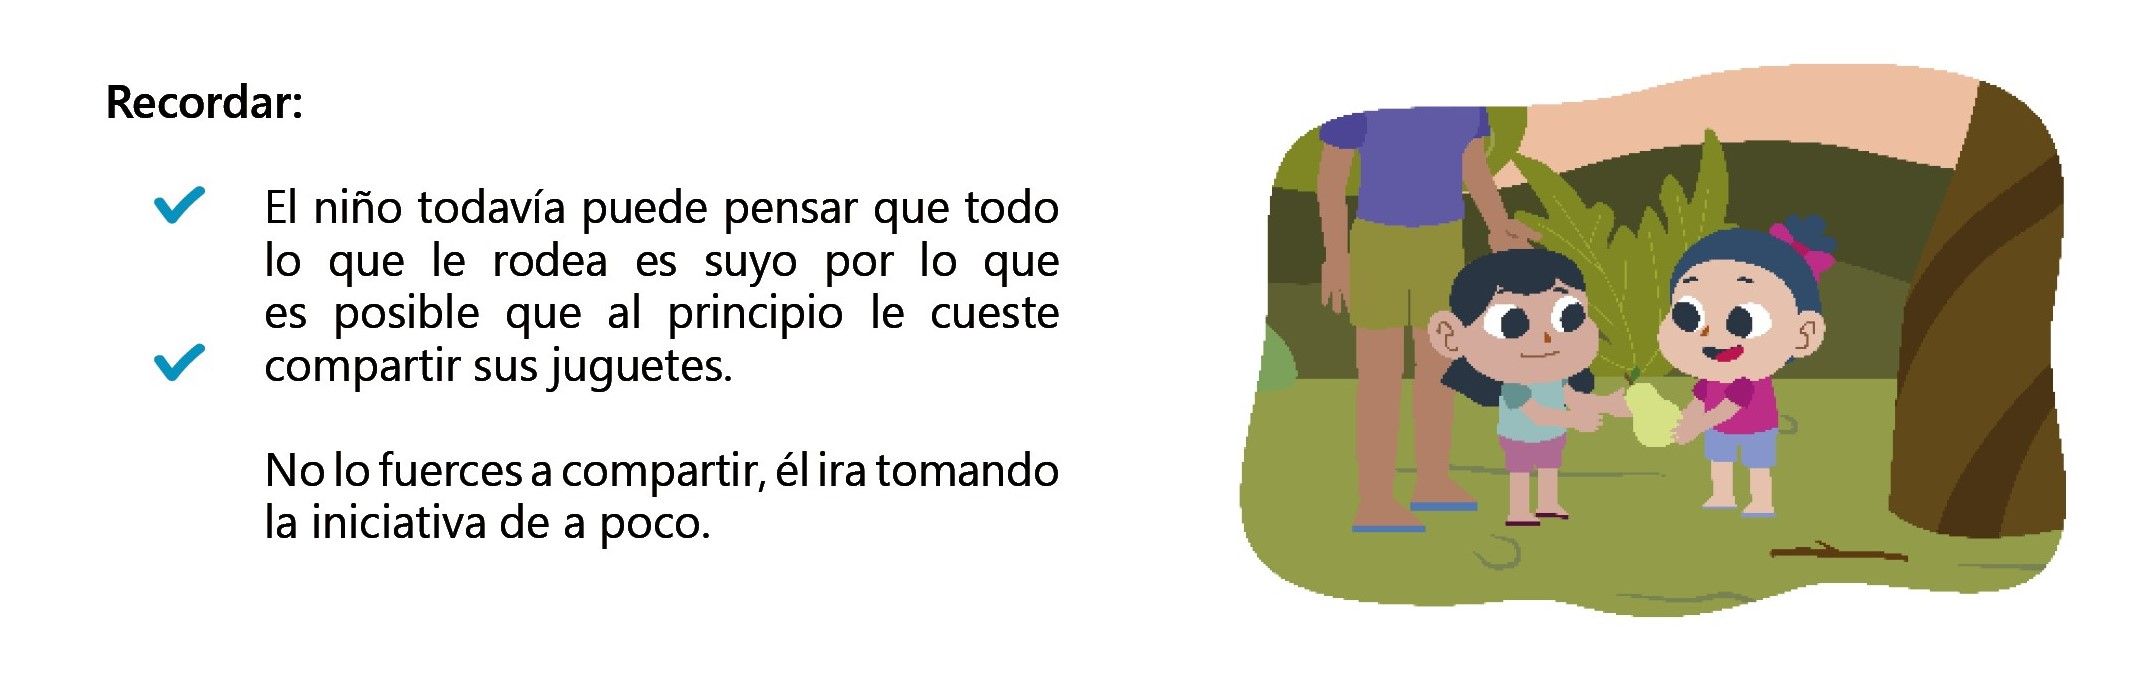 Recordar:
El niño todavía puede pensar que todo
lo que le rodea es suyo por lo que
es posible que al principio le cueste
compartir sus juguetes.
No lo fuerces a compartir, él ira tomando
la iniciativa de a poco.